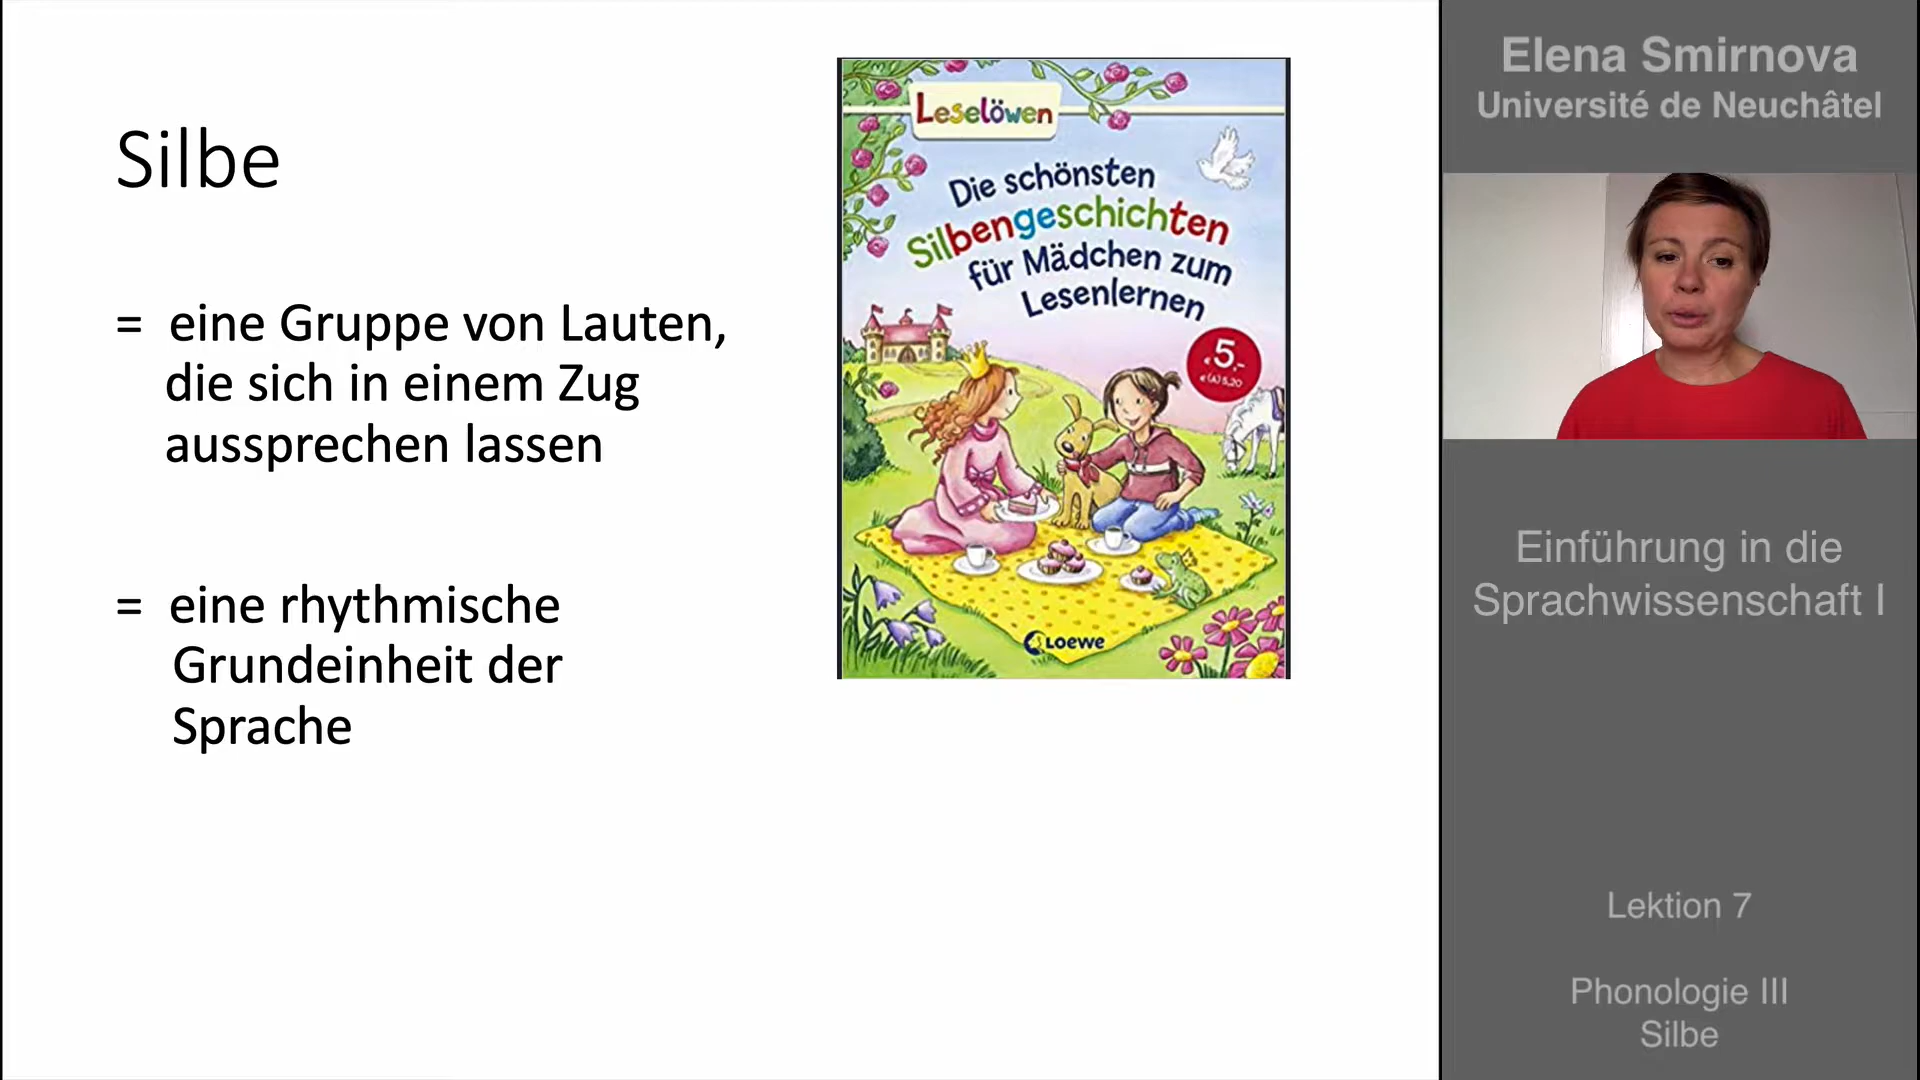 Silbe
= eine Gruppe von Lauten,
die sich in einem Zug
aussprechen lassen
= eine rhythmische
Grundeinheit der
Sprache
Leselöwen
Die schönsten
Silbengeschichten
für Mädchen zum
Lesenlernen
€ 5,-
€ (A) 5,20
Loewe
Elena Smirnova
Université de Neuchâtel
Einführung in die
Sprachwissenschaft I
Lektion 7
Phonologie III
Silbe